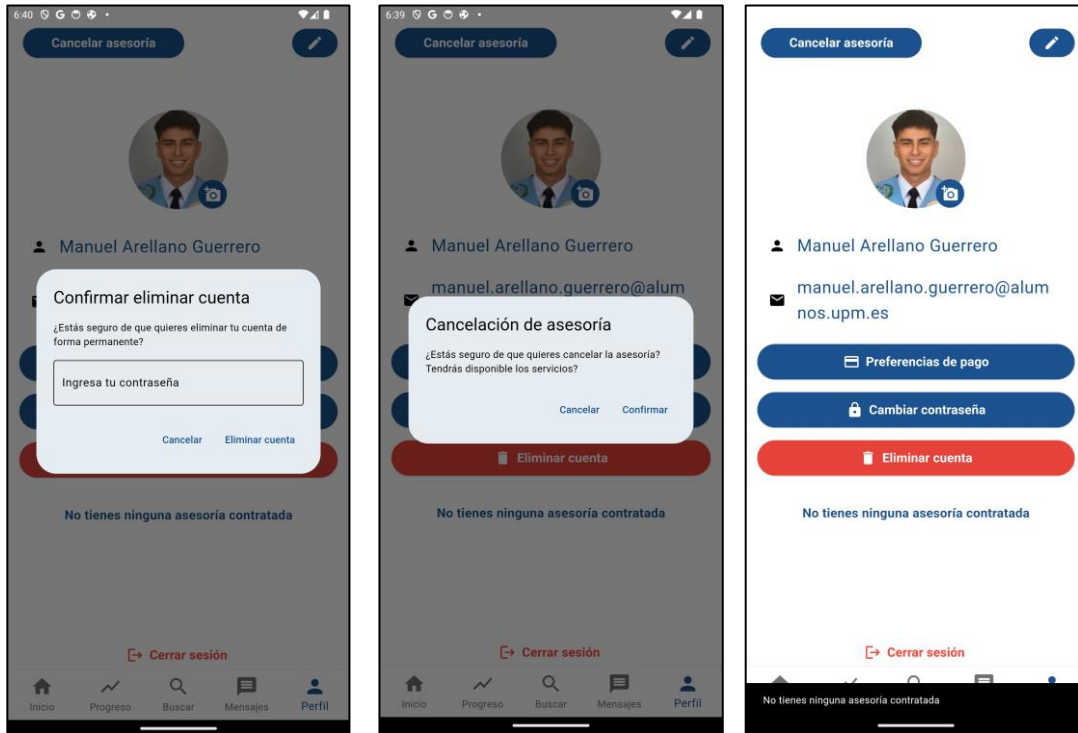 6:40
Cancelar asesoría
Manuel Arellano Guerrero
Confirmar eliminar cuenta
¿Estás seguro de que quieres eliminar tu cuenta de
forma permanente?
Ingresa tu contraseña
Cancelar Eliminar cuenta
No tienes ninguna asesoría contratada
Cerrar sesión
Inicio Progreso Buscar Mensajes Perfil
6:39
Cancelar asesoría
Manuel Arellano Guerrero
manuel.arellano.guerrero@alum
Cancelación de asesoría
¿Estás seguro de que quieres cancelar la asesoría?
Tendrás disponible los servicios?
Cancelar Confirmar
Eliminar cuenta
No tienes ninguna asesoría contratada
Cerrar sesión
Inicio Progreso Buscar Mensajes Perfil
Cancelar asesoría
Manuel Arellano Guerrero
manuel.arellano.guerrero@alum
nos.upm.es
Preferencias de pago
Cambiar contraseña
Eliminar cuenta
No tienes ninguna asesoría contratada
Cerrar sesión
No tienes ninguna asesoría contratada